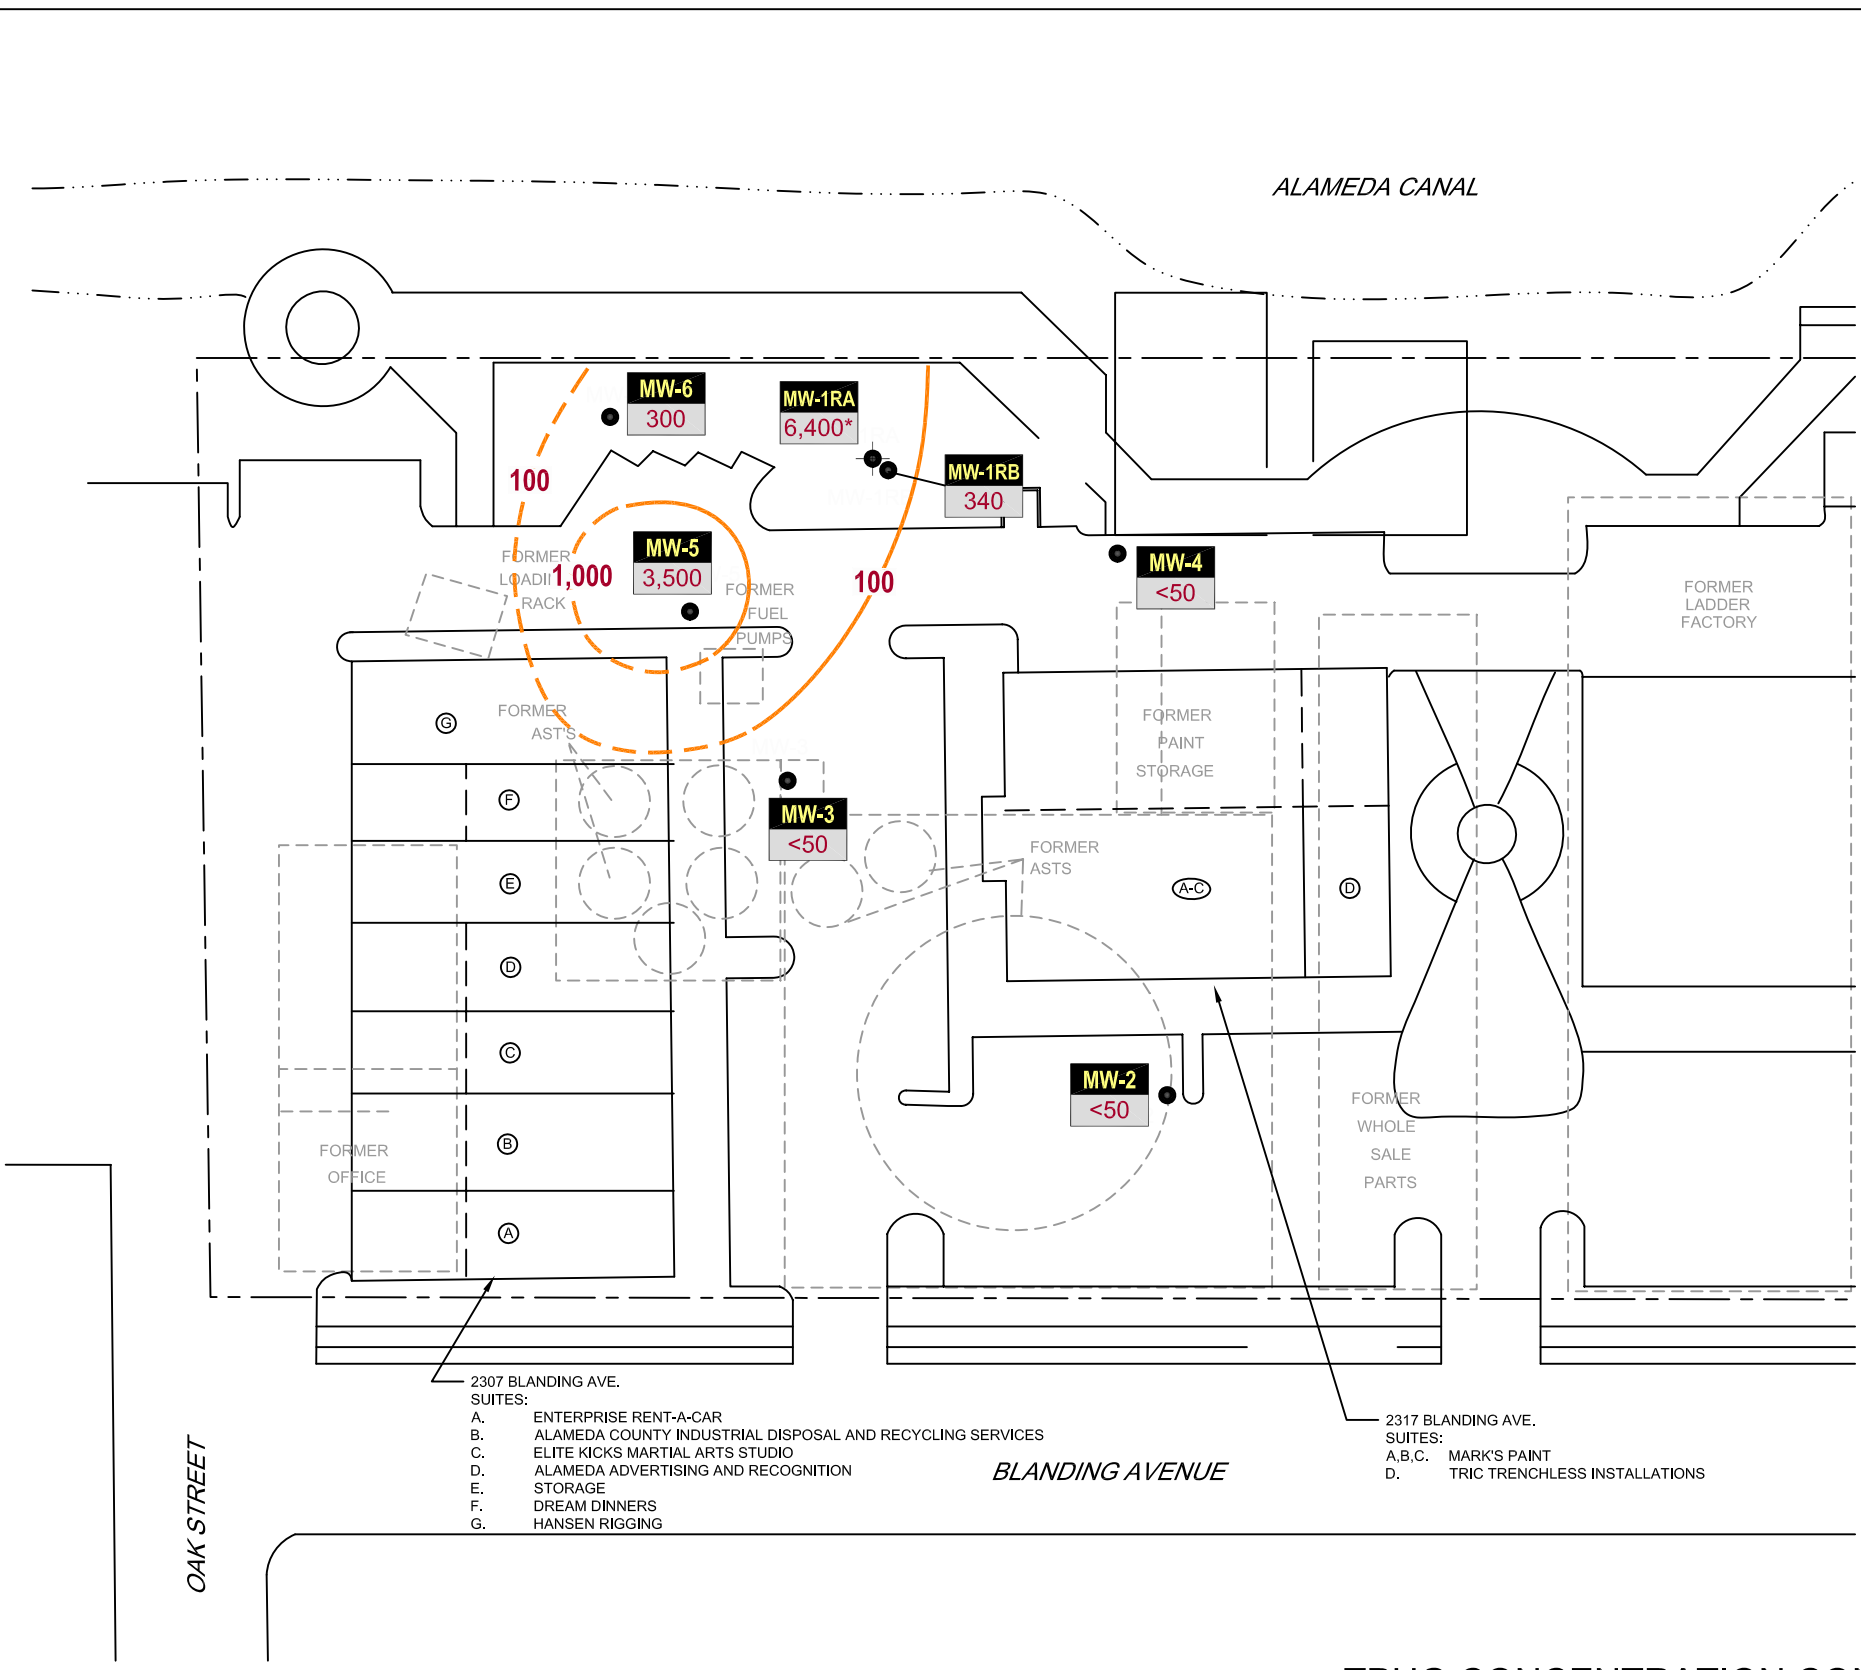 ALAMEDA CANAL
MW-6
300
MW-1RA
6,400*
MW-1RB
340
100
MW-5
3,500
1,000
100
MW-4
<50
FORMER
RACK
FORMER
FUEL
PUMPS
FORMER
LADDER
FACTORY
FORMER
AST'S
G
FORMER
PAINT
STORAGE
F
MW-3
<50
FORMER
ASTS
E
A-C
D
D
C
MW-2
<50
B
FORMER
OFFICE
FORMER
WHOLE
SALE
PARTS
A
2307 BLANDING AVE.
SUITES:
A. ENTERPRISE RENT-A-CAR
B. ALAMEDA COUNTY INDUSTRIAL DISPOSAL AND RECYCLING SERVICES
C. ELITE KICKS MARTIAL ARTS STUDIO
D. ALAMEDA ADVERTISING AND RECOGNITION
E. STORAGE
F. DREAM DINNERS
G. HANSEN RIGGING
BLANDING AVENUE
2317 BLANDING AVE.
SUITES:
A,B,C. MARK'S PAINT
D. TRIC TRENCHLESS INSTALLATIONS
OAK STREET